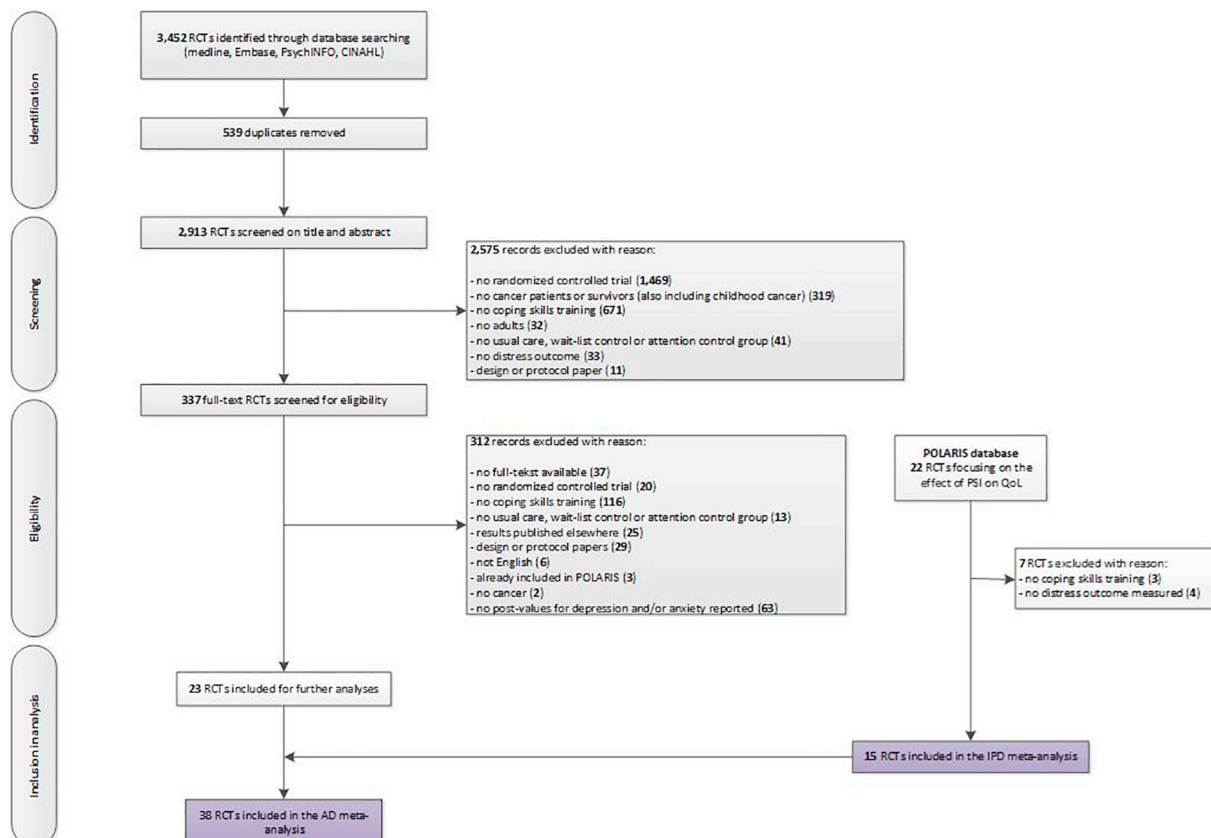 Identification
3,452 RCTs identified through database searching
(medline, Embase, PsychINFO, CINAHL)
539 duplicates removed
Screening
2,913 RCTs screened on title and abstract
2,575 records excluded with reason:
- no randomized controlled trial (1,469)
- no cancer patients or survivors (also including childhood cancer) (319)
- no coping skills training (671)
- no adults (32)
- no usual care, wait-list control or attention control group (41)
- no distress outcome (33)
- design or protocol paper (11)
337 full-text RCTs screened for eligibility
Eligibility
312 records excluded with reason:
- no full-tekst available (37)
- no randomized controlled trial (20)
- no coping skills training (116)
- no usual care, wait-list control or attention control group (13)
- results published elsewhere (25)
- design or protocol papers (29)
- not English (6)
- already included in POLARIS (3)
- no cancer (2)
- no post-values for depression and/or anxiety reported (63)
POLARIS database
22 RCTs focusing on the
effect of PSI on QoL
7 RCTs excluded with reason:
- no coping skills training (3)
- no distress outcome measured (4)
Inclusion in analysis
23 RCTs included for further analyses
15 RCTs included in the IPD meta-analysis
38 RCTs included in the AD meta-
analysis